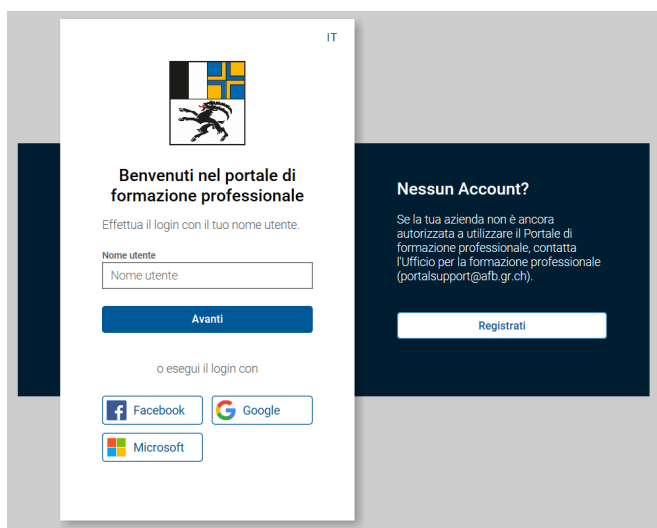 IT
Benvenuti nel portale di
formazione professionale
Effettua il login con il tuo nome utente.
Nome utente
Nome utente
Avanti
o esegui il login con
Facebook
Google
Microsoft
Nessun Account?
Se la tua azienda non è ancora
autorizzata a utilizzare il Portale di
formazione professionale, contatta
l'Ufficio per la formazione professionale
(portalsupport@afb.gr.ch).
Registrati